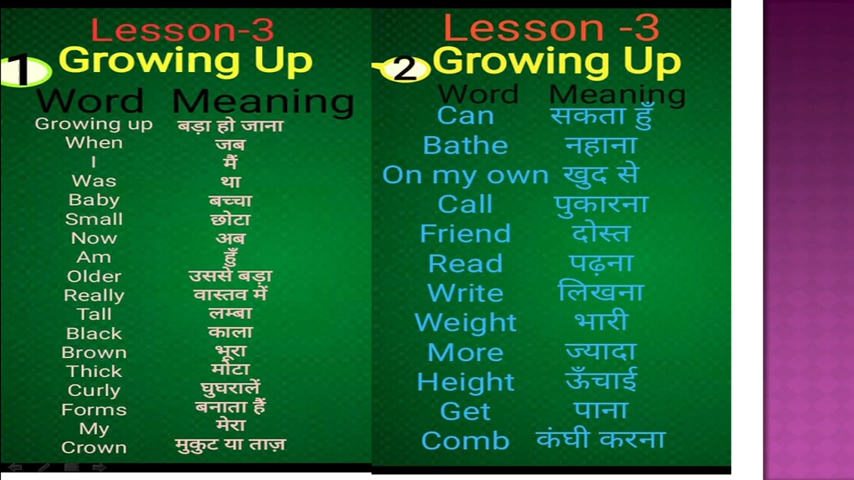 Lesson-3
1 Growing Up
Word Meaning
Growing up बड़ा हो जाना
When जब
I मैं
Was था
Baby बच्चा
Small छोटा
Now अब
Am हुँ
Older उससे बड़ा
Really वास्तव में
Tall लम्बा
Black काला
Brown भूरा
Thick मोटा
Curly घुघरालें
Forms बनाता हैं
My मेरा
Crown मुकुट या ताज़
Lesson -3
2 Growing Up
Word Meaning
Can सकता हुँ
Bathe नहाना
On my own खुद से
Call पुकारना
Friend दोस्त
Read पढ़ना
Write लिखना
Weight भारी
More ज्यादा
Height ऊँचाई
Get पाना
Comb कंघी करना